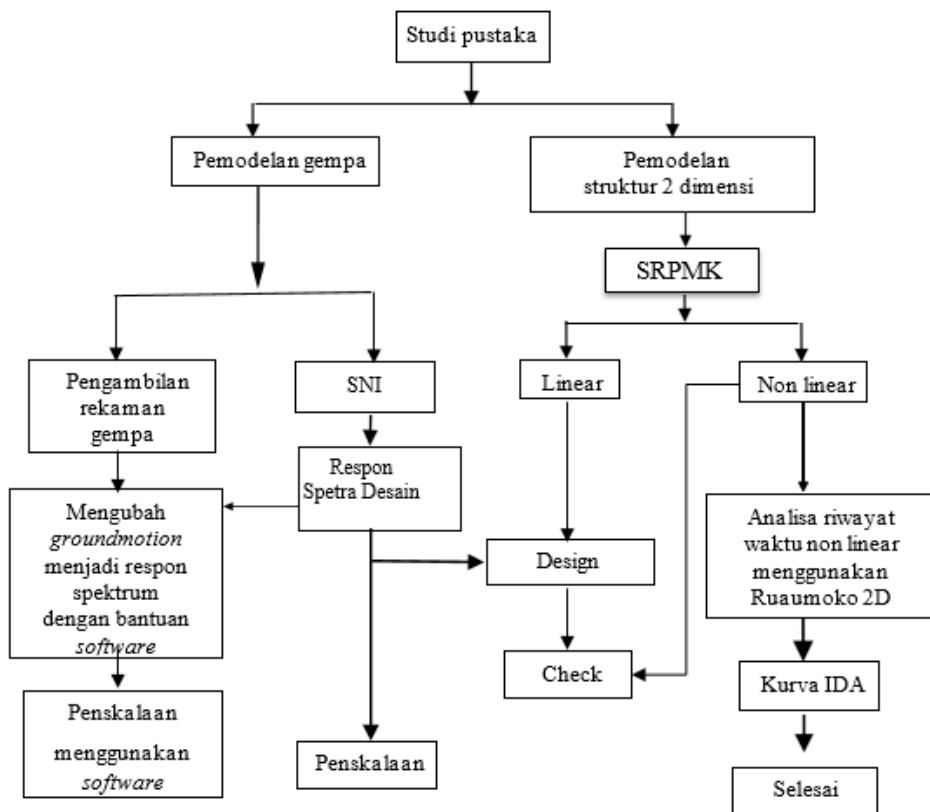 Studi pustaka
Pemodelan gempa
Pemodelan
struktur 2 dimensi
SRPMK
Pengambilan
rekaman
gempa
SNI
Linear
Non linear
Respon
Spetra Desain
Mengubah
groundmotion
menjadi respon
spektrum
dengan bantuan
software
Design
Analisa riwayat
waktu non linear
menggunakan
Ruaumoko 2D
Check
Kurva IDA
Penskalaan
menggunakan
software
Penskalaan
Selesai